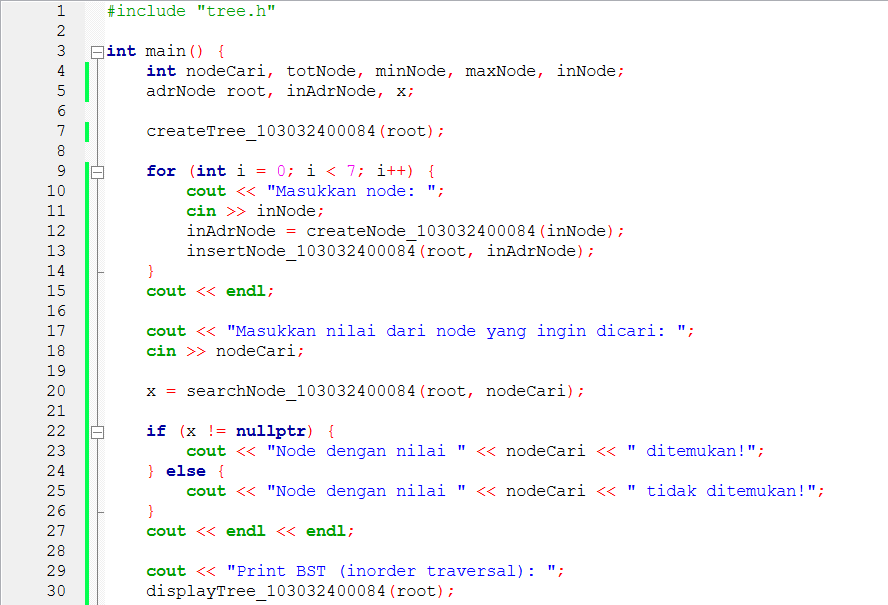 1 #include "tree.h"
2
3 int main() {
4 int nodeCari, totNode, minNode, maxNode, inNode;
5 adrNode root, inAdrNode, x;
6
7 createTree_103032400084(root);
8
9 for (int i = 0; i < 7; i++) {
10 cout << "Masukkan node: ";
11 cin >> inNode;
12 inAdrNode = createNode_103032400084(inNode);
13 insertNode_103032400084(root, inAdrNode);
14 }
15 cout << endl;
16
17 cout << "Masukkan nilai dari node yang ingin dicari: ";
18 cin >> nodeCari;
19
20 x = searchNode_103032400084(root, nodeCari);
21
22 if (x != nullptr) {
23 cout << "Node dengan nilai " << nodeCari << " ditemukan!";
24 } else {
25 cout << "Node dengan nilai " << nodeCari << " tidak ditemukan!";
26 }
27 cout << endl << endl;
28
29 cout << "Print BST (inorder traversal): ";
30 displayTree_103032400084(root);